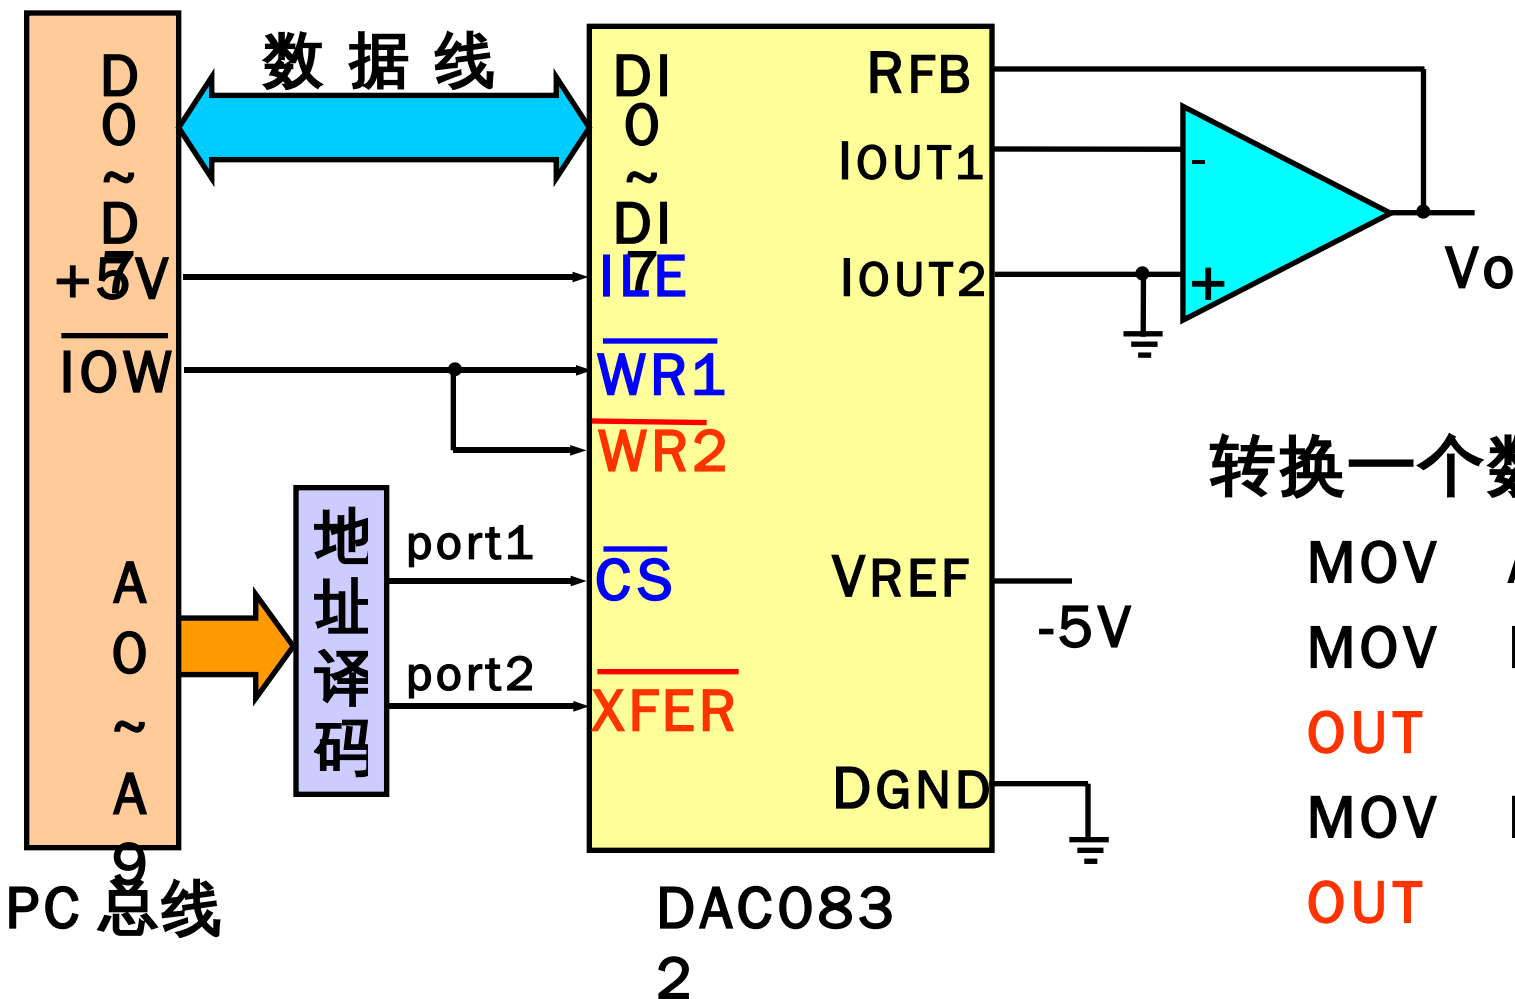 D0~D7
数据线
DI0~DI7
RFB
IOUT1
-
+5V
ILE
IOUT2
+
Vo
IOW
WR1
WR2
转换一个
地址译码
port1
CS
VREF
-5V
MOV
A0~A9
port2
XFER
MOV
OUT
DGND
MOV
PC总线
DAC0832
OUT